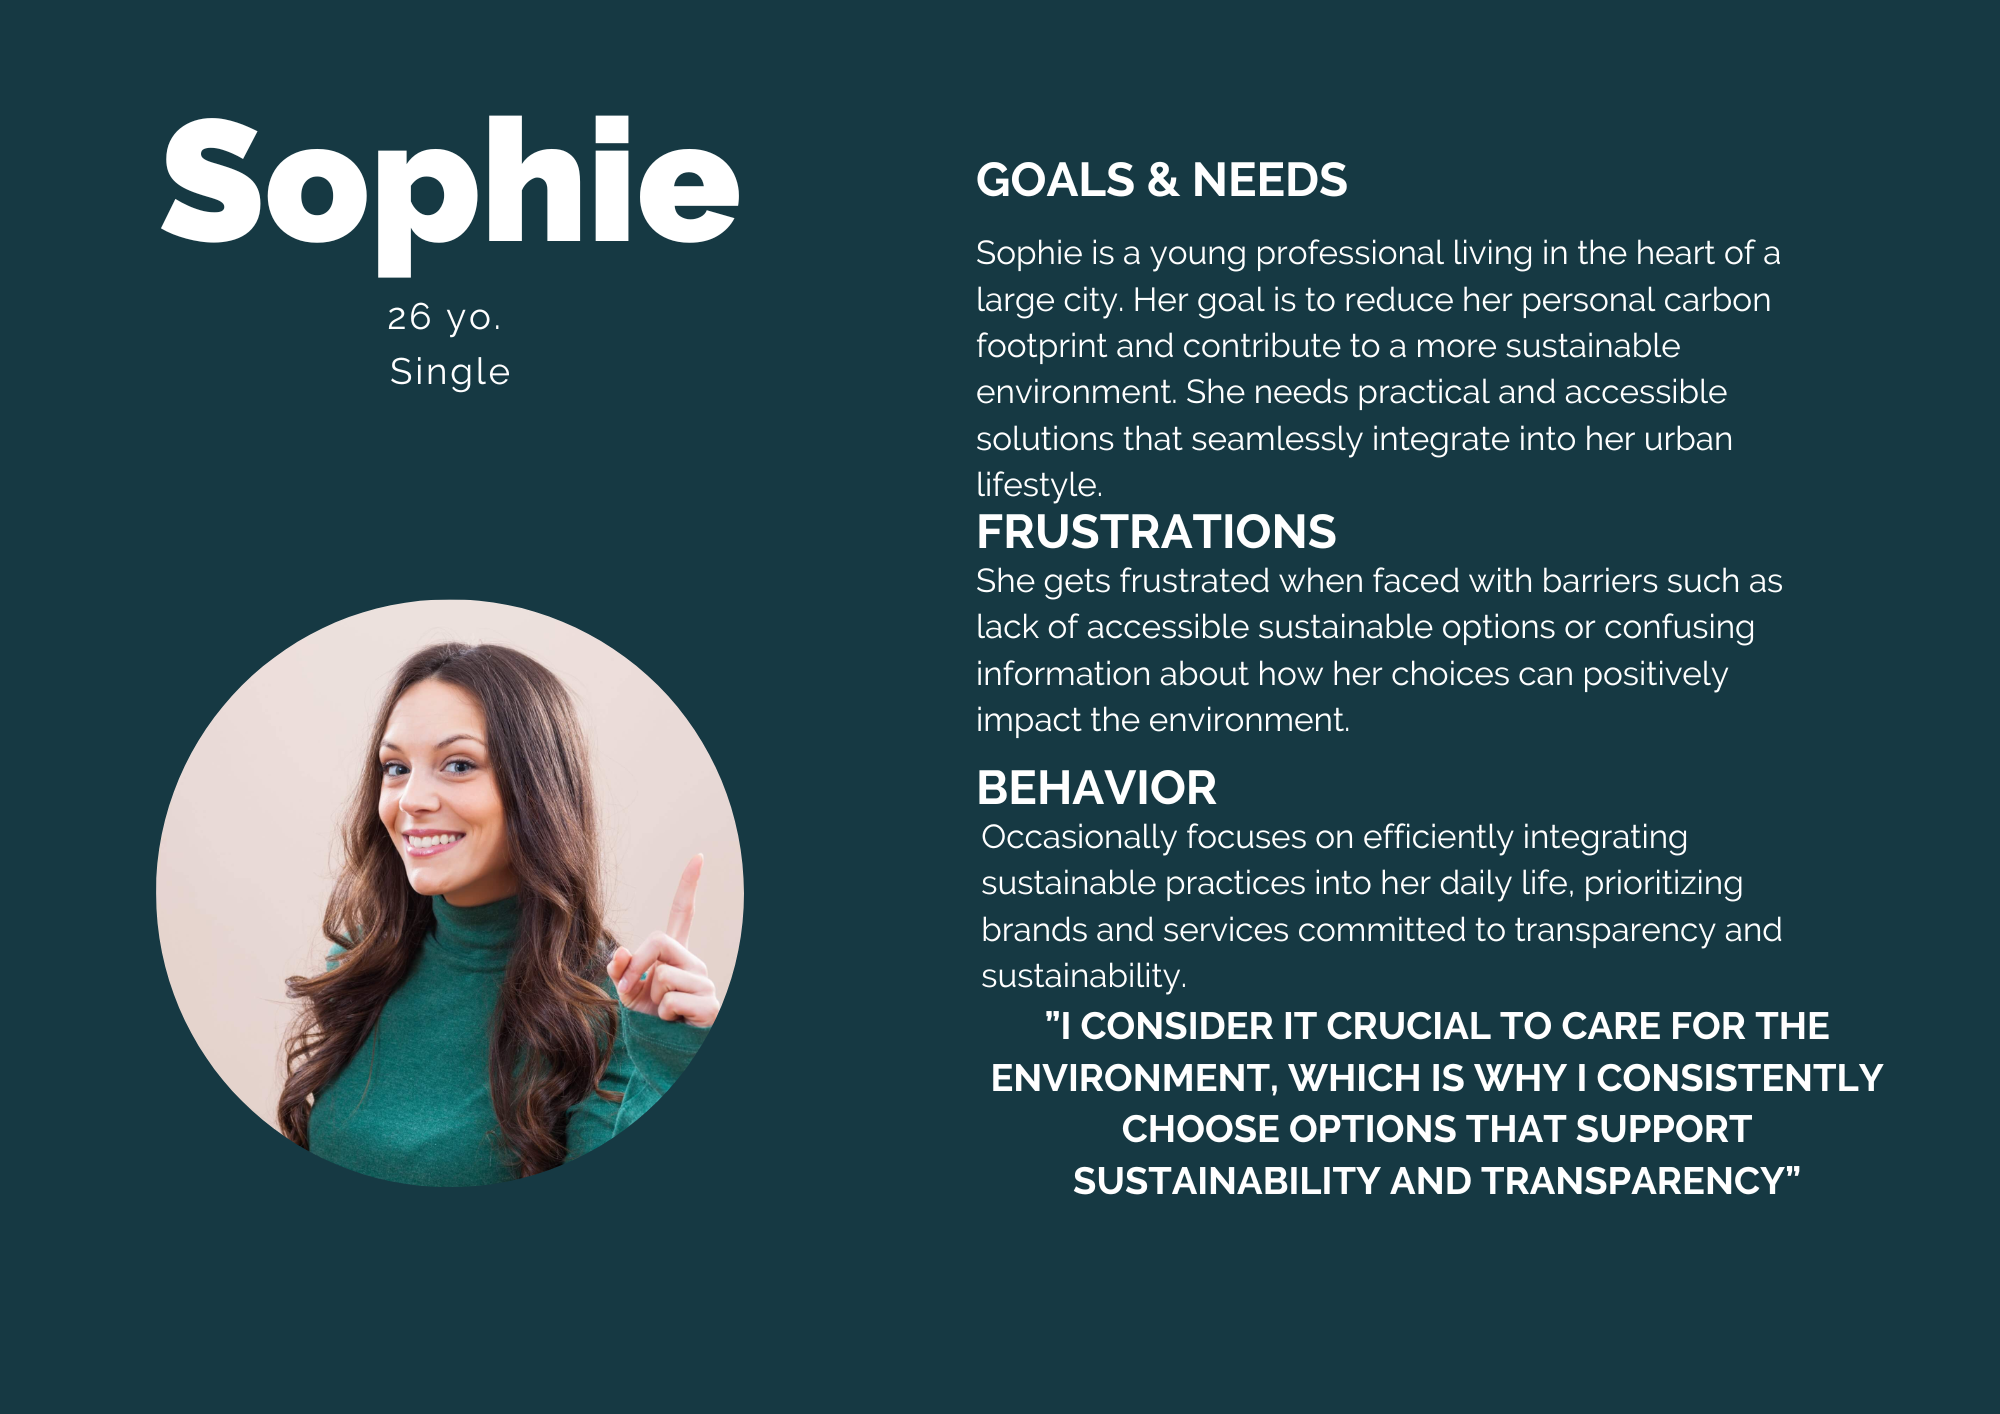 Sophie
26 yo.
Single
GOALS & NEEDS
Sophie is a young professional living in the heart of a
large city. Her goal is to reduce her personal carbon
footprint and contribute to a more sustainable
environment. She needs practical and accessible
solutions that seamlessly integrate into her urban
lifestyle.
FRUSTRATIONS
She gets frustrated when faced with barriers such as
lack of accessible sustainable options or confusing
information about how her choices can positively
impact the environment.
BEHAVIOR
Occasionally focuses on efficiently integrating
sustainable practices into her daily life, prioritizing
brands and services committed to transparency and
sustainability.
”I CONSIDER IT CRUCIAL TO CARE FOR THE
ENVIRONMENT, WHICH IS WHY I CONSISTENTLY
CHOOSE OPTIONS THAT SUPPORT
SUSTAINABILITY AND TRANSPARENCY”